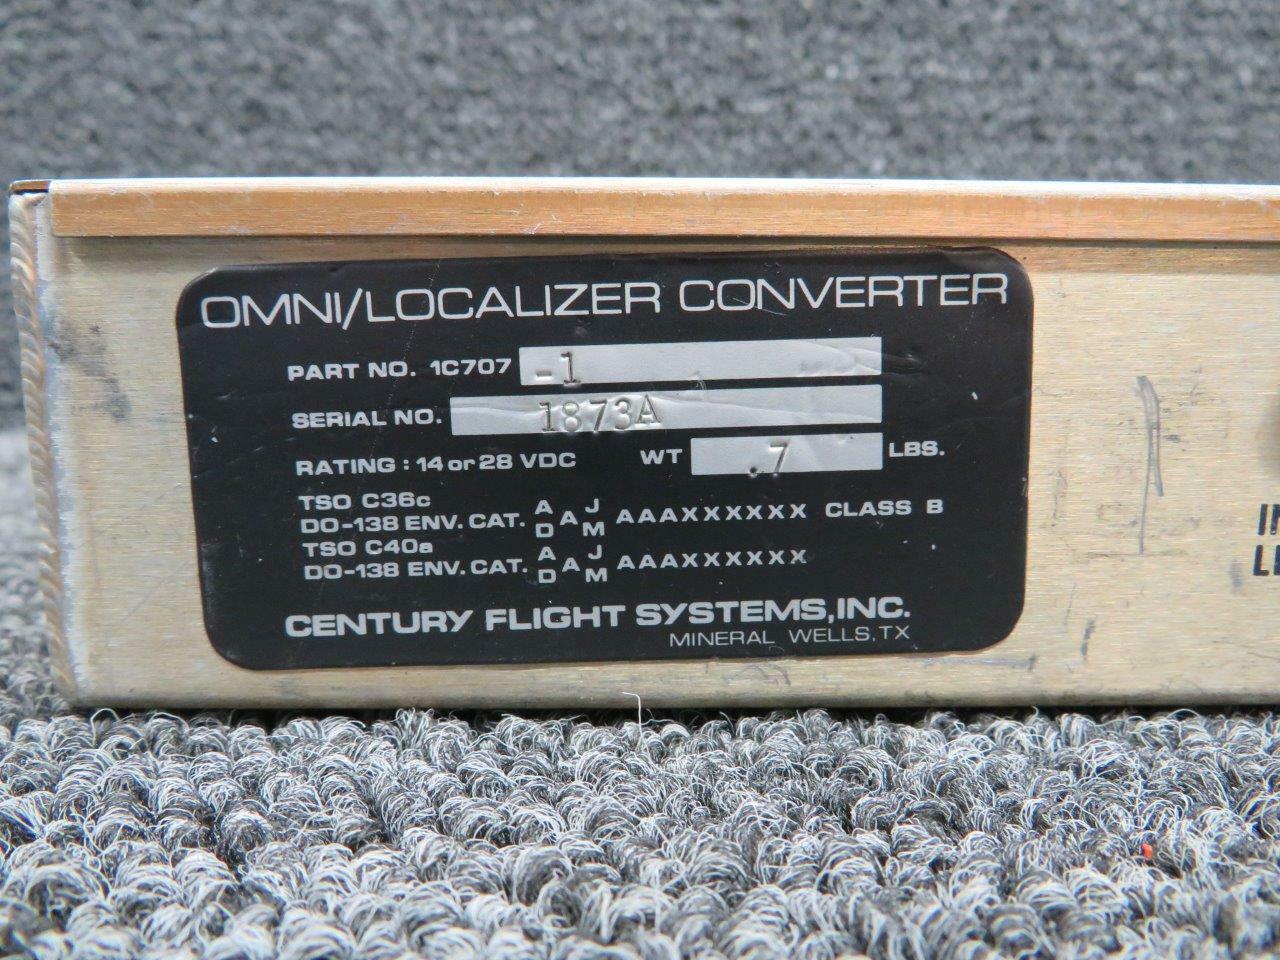 OMNI/LOCALIZER CONVERTER
PART NO. 1C707 -1
SERIAL NO. 1873A
RATING: 14 or 28 VDC WT .7 LBS.
TSO C36c
DO-138 ENV. CAT. A/D A J/M AAAXXXXXX CLASS B
TSO C40a
DO-138 ENV. CAT. A/D A J/M AAAXXXXXX
CENTURY FLIGHT SYSTEMS, INC.
MINERAL WELLS, TX